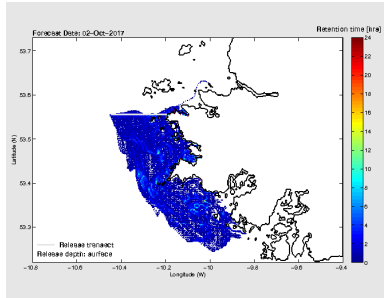 Forecast Date: 02-Oct-2017
Retention time [hrs]
53.7
53.6
53.5
53.4
53.3
Latitude (N)
Release transect
Release depth: surface
-10.8 -10.6 -10.4 -10.2 -10 -9.8 -9.6 -9.4
Longitude (W)
24
22
20
18
16
14
12
10
8
6
4
2
0